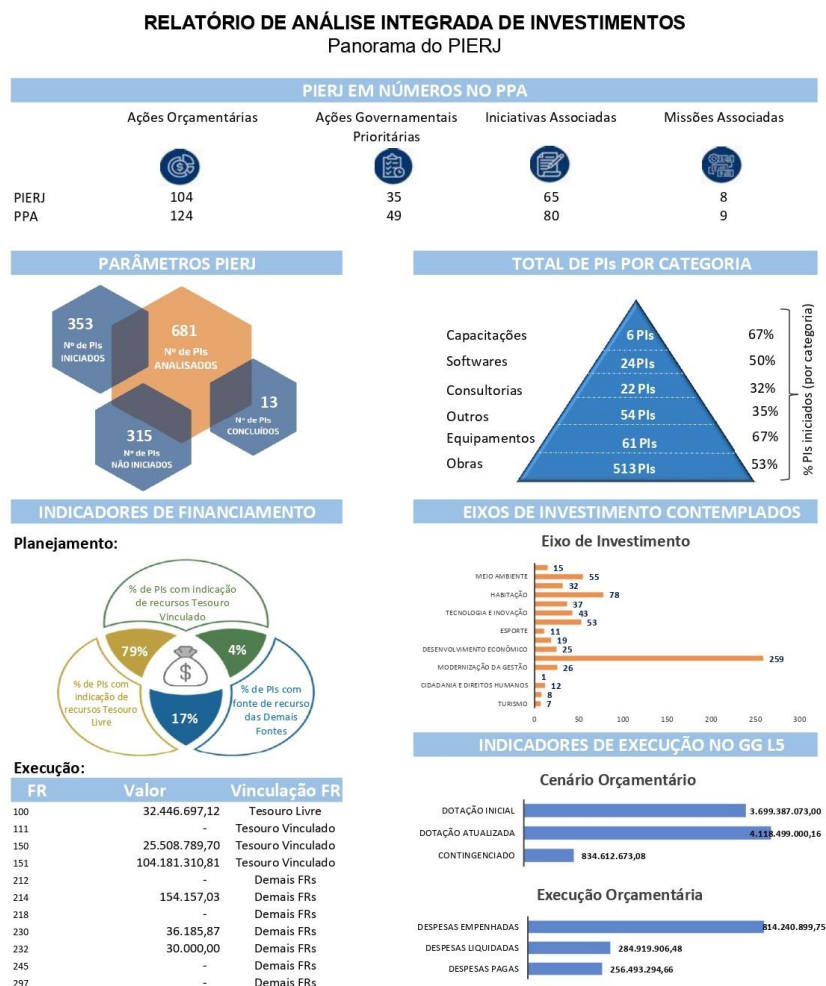 RELATÓRIO DE ANÁLISE INTEGRADA DE INVESTIMENTOS
Panorama do PIERJ
PIERJ EM NÚMEROS NO PPA
Ações Orçamentárias
Ações Governamentais
Prioritárias
Iniciativas Associadas
Missões Associadas
PIERJ 104 35 65 8
PPA 124 49 80 9
PARÂMETROS PIERJ
353
Nº de PIs
INICIADOS
681
Nº de PIs
ANALISADOS
13
Nº de PIs
CONCLUÍDOS
315
Nº de PIs
NÃO INICIADOS
TOTAL DE PIs POR CATEGORIA
Capacitações 6 PIs 67%
Softwares 24 PIs 50%
Consultorias 22 PIs 32%
Outros 54 PIs 35%
Equipamentos 61 PIs 67%
Obras 513 PIs 53%
% PIs iniciados (por categoria)
INDICADORES DE FINANCIAMENTO
Planejamento:
% de PIs com indicação
de recursos Tesouro
Vinculado
79%
4%
% de PIs com
indicação de
recursos Tesouro
Livre
17%
% de PIs com
fonte de recurso
das Demais
Fontes
Execução:
FR Valor Vinculação FR
100 32.446.697,12 Tesouro Livre
111 - Tesouro Vinculado
150 25.508.789,70 Tesouro Vinculado
151 104.181.310,81 Tesouro Vinculado
212 - Demais FRs
214 154.157,03 Demais FRs
218 - Demais FRs
230 36.185,87 Demais FRs
232 30.000,00 Demais FRs
245 - Demais FRs
297 - Demais FRs
EIXOS DE INVESTIMENTO CONTEMPLADOS
Eixo de Investimento
15
MEIO AMBIENTE 55
32
HABITAÇÃO 78
37
TECNOLOGIA E INOVAÇÃO 43
53
ESPORTE 11
19
DESENVOLVIMENTO ECONÔMICO 25
259
MODERNIZAÇÃO DA GESTÃO 26
1
CIDADANIA E DIREITOS HUMANOS 12
8
TURISMO 7
0 50 100 150 200 250 300
INDICADORES DE EXECUÇÃO NO GG L5
Cenário Orçamentário
DOTAÇÃO INICIAL 3.699.387.073,00
DOTAÇÃO ATUALIZADA 4.118.499.000,16
CONTINGENCIADO 834.612.673,08
Execução Orçamentária
DESPESAS EMPENHADAS 814.240.899,75
DESPESAS LIQUIDADAS 284.919.906,48
DESPESAS PAGAS 256.493.294,66